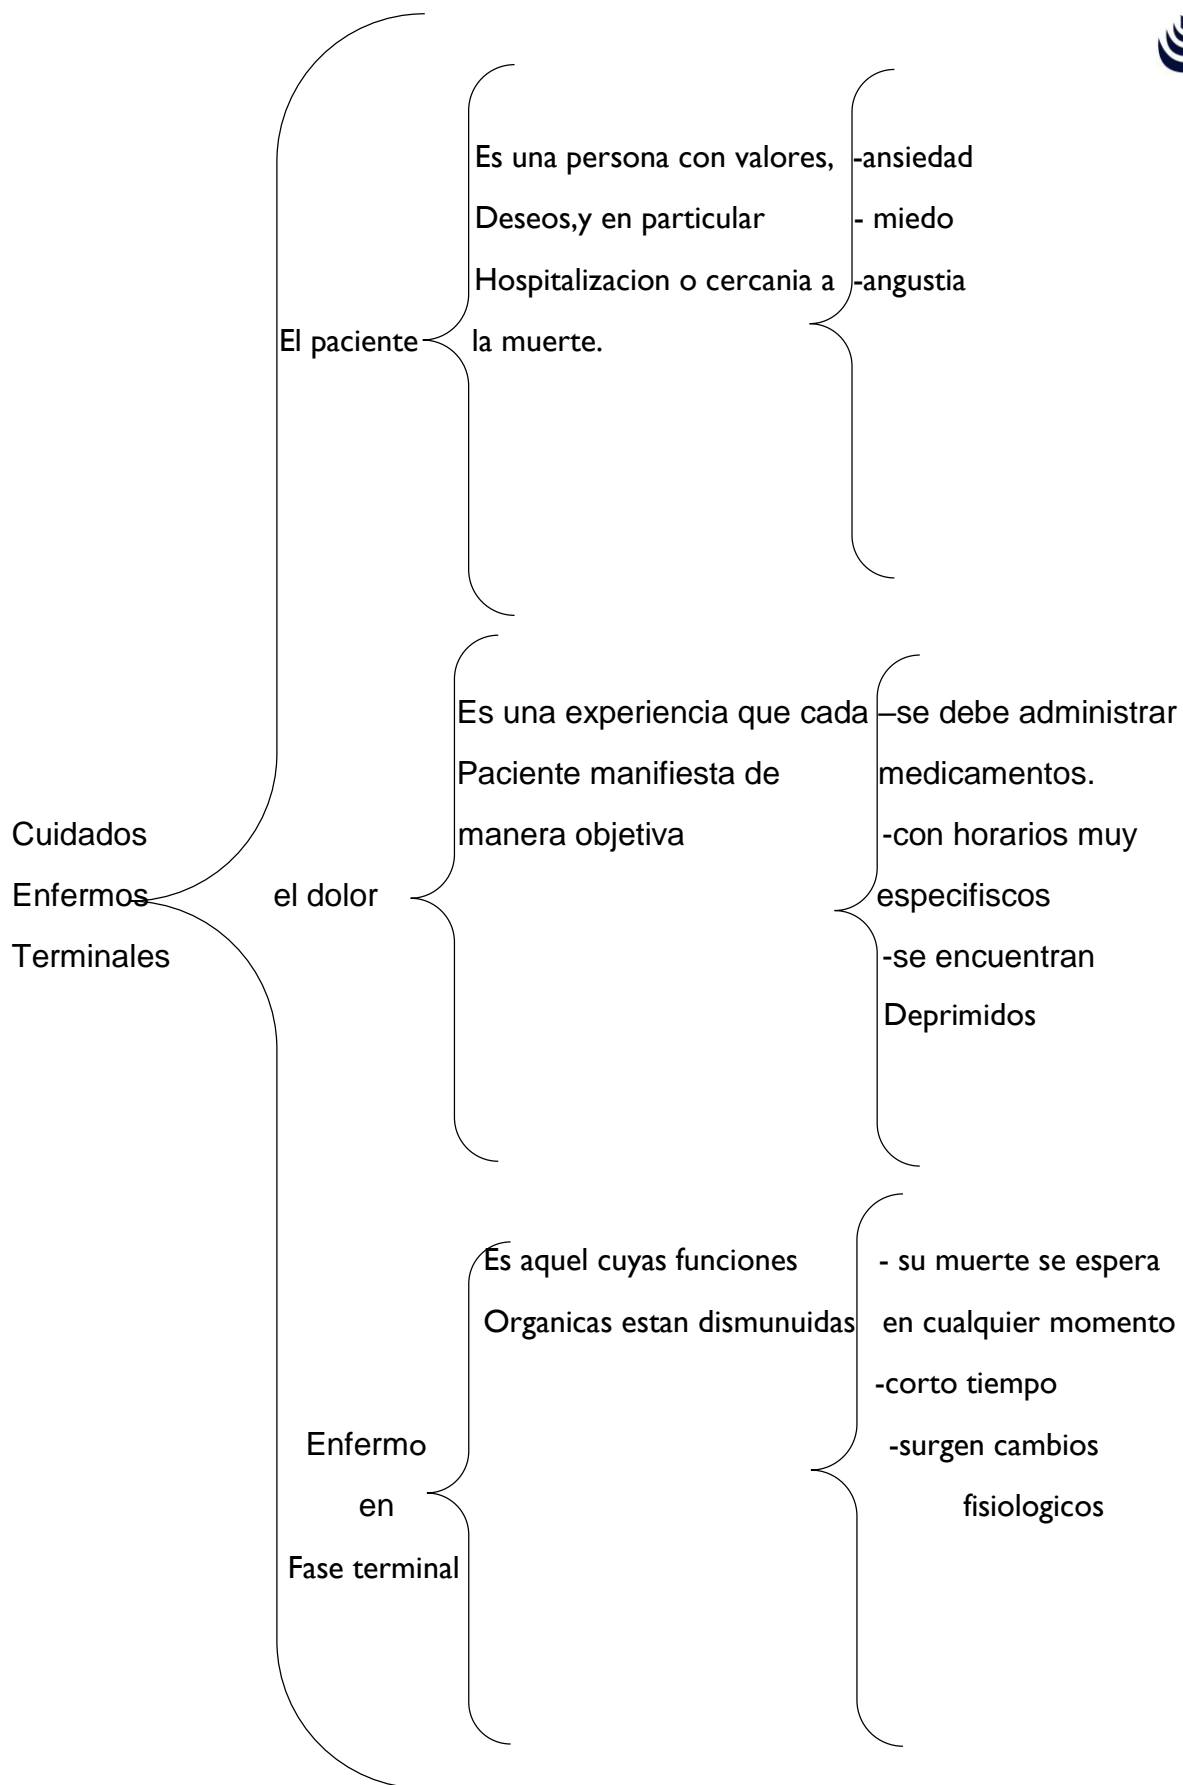 Cuidados
Enfermos
Terminales
El paciente
Es una persona con valores,
Deseos,y en particular
Hospitalizacion o cercania a
la muerte.
-ansiedad
- miedo
-angustia
el dolor
Es una experiencia que cada
Paciente manifiesta de
manera objetiva
–se debe administrar
medicamentos.
-con horarios muy
especifiscos
-se encuentran
Deprimidos
Enfermo
en
Fase terminal
Es aquel cuyas funciones
Organicas estan dismunuidas
- su muerte se espera
en cualquier momento
-corto tiempo
-surgen cambios
fisiologicos